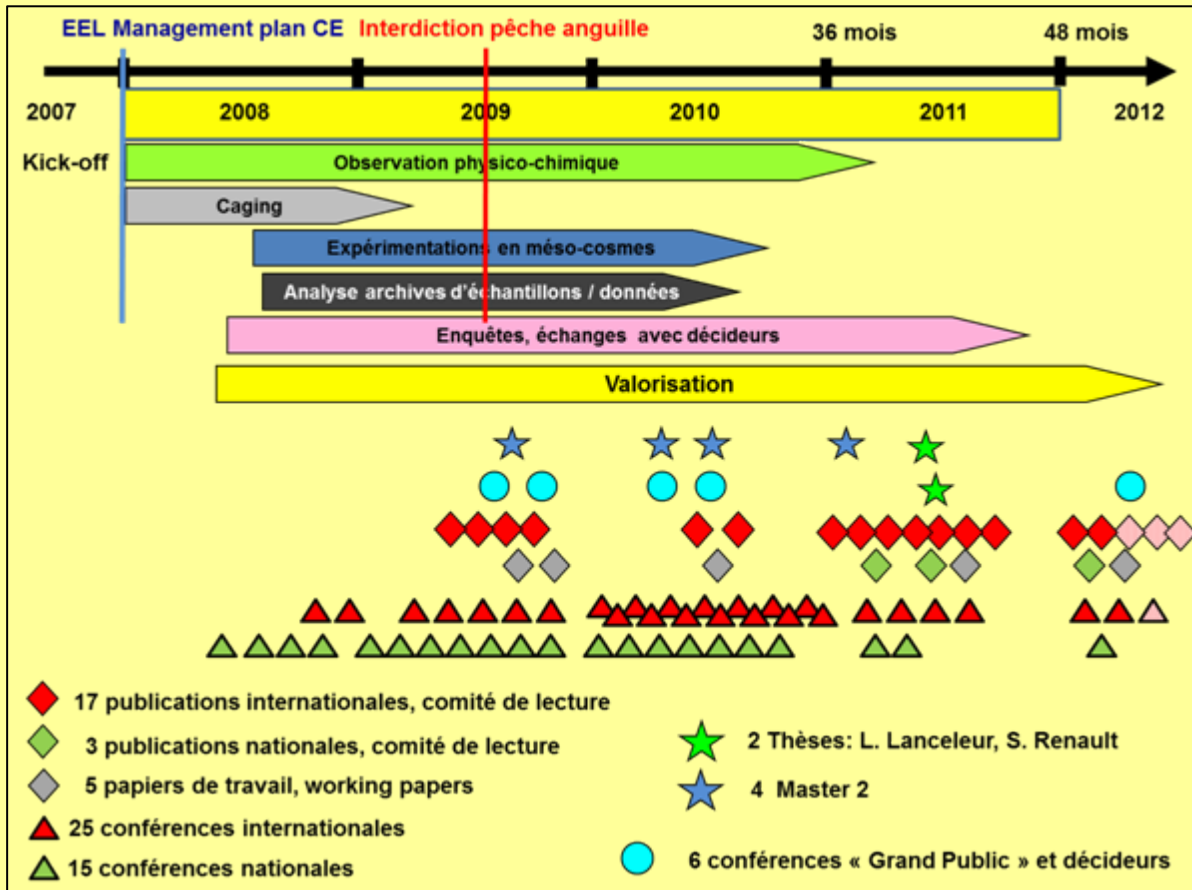 EEL Management plan CE Interdiction pêche anguille
36 mois 48 mois
2007 2008 2009 2010 2011 2012
Kick-off Observation physico-chimique
Caging
Expérimentations en méso-cosmes
Analyse archives d'échantillons / données
Enquêtes, échanges avec décideurs
Valorisation
17 publications internationales, comité de lecture
3 publications nationales, comité de lecture
5 papiers de travail, working papers
25 conférences internationales
15 conférences nationales
2 Thèses: L. Lanceleur, S. Renault
4 Master 2
6 conférences « Grand Public » et décideurs